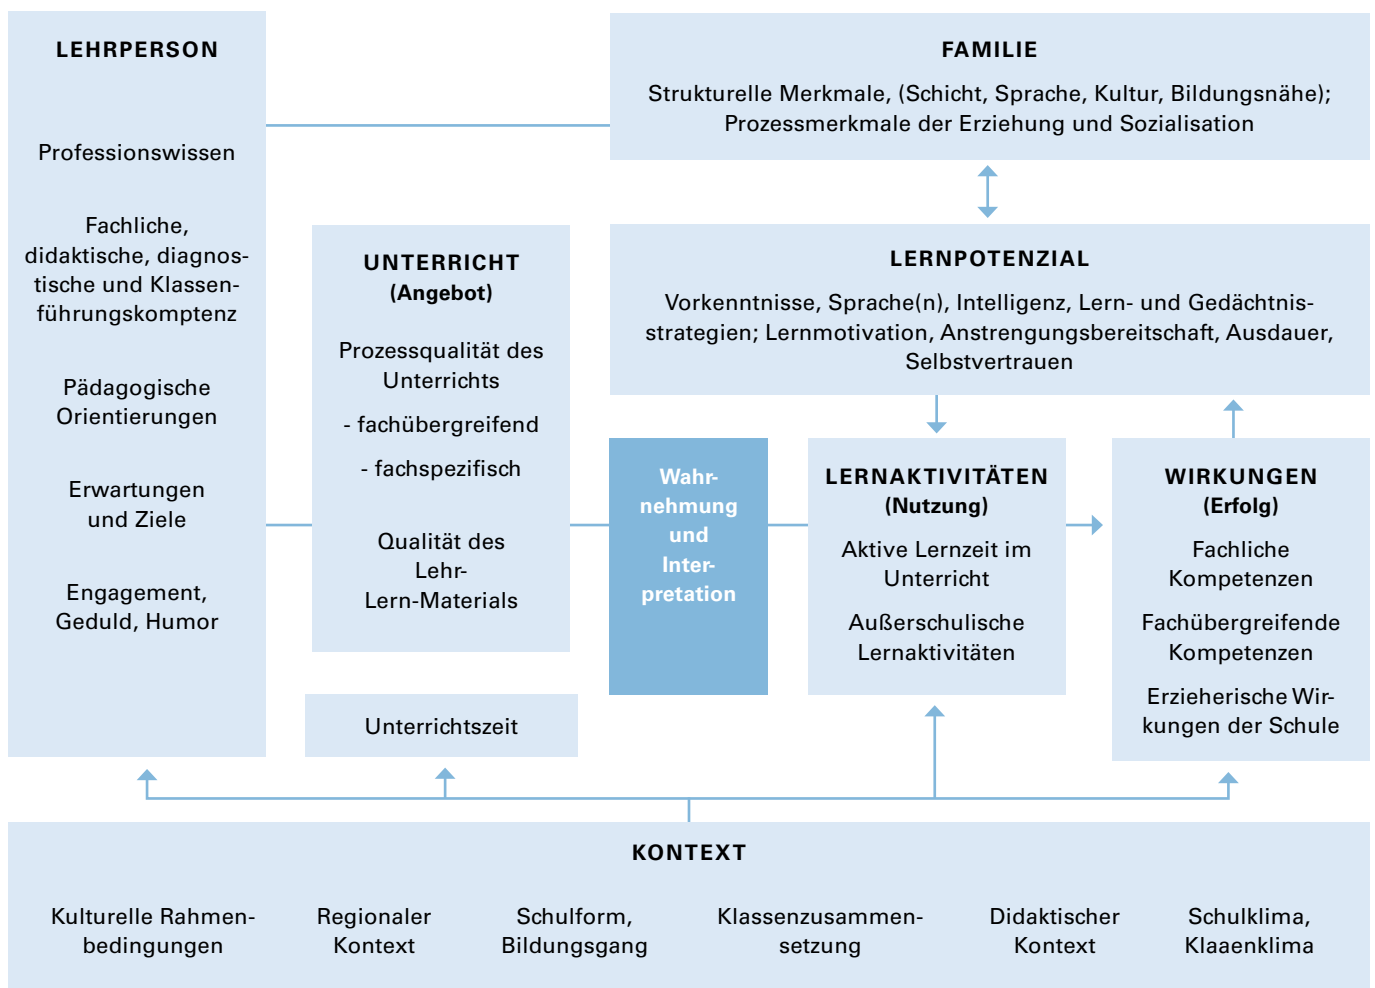 LEHRPERSON
Professionswissen
Fachliche,
didaktische, diagnos-
tische und Klassen-
führungskomptenz
Pädagogische
Orientierungen
Erwartungen
und Ziele
Engagement,
Geduld, Humor
FAMILIE
Strukturelle Merkmale, (Schicht, Sprache, Kultur, Bildungsnähe);
Prozessmerkmale der Erziehung und Sozialisation
UNTERRICHT
(Angebot)
Prozessqualität des
Unterrichts
- fachübergreifend
- fachspezifisch
Qualität des
Lehr-
Lern-Materials
Unterrichtszeit
LERNPOTENZIAL
Vorkenntnisse, Sprache(n), Intelligenz, Lern- und Gedächtnis-
strategien; Lernmotivation, Anstrengungsbereitschaft, Ausdauer,
Selbstvertrauen
Wahr-
nehmung
und
Inter-
pretation
LERNAKTIVITÄTEN
(Nutzung)
Aktive Lernzeit im
Unterricht
Außerschulische
Lernaktivitäten
WIRKUNGEN
(Erfolg)
Fachliche
Kompetenzen
Fachübergreifende
Kompetenzen
Erzieherische Wir-
kungen der Schule
KONTEXT
Kulturelle Rahmen-
bedingungen
Regionaler
Kontext
Schulform,
Bildungsgang
Klassenzusammen-
setzung
Didaktischer
Kontext
Schulklima,
Klaaenklima